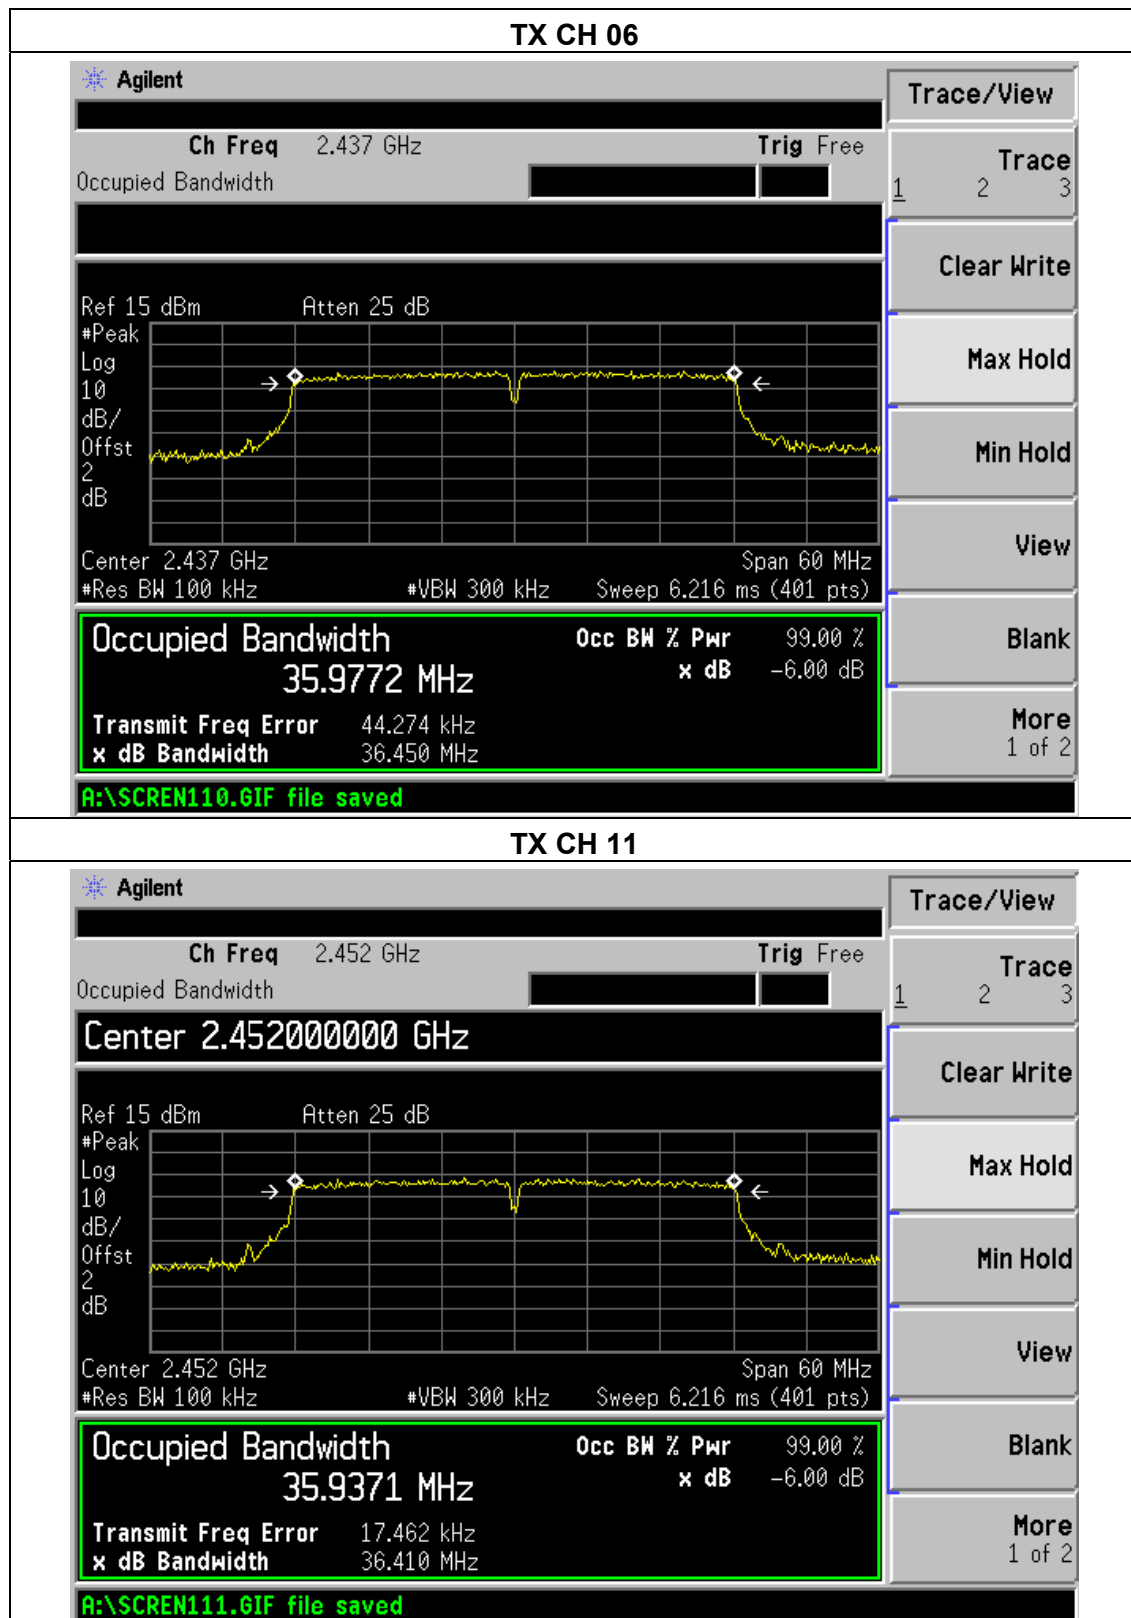 TX CH 06
Agilent
Trace/View
Ch Freq 2.437 GHz Trig Free
Occupied Bandwidth
Trace
1 2 3
Clear Write
Ref 15 dBm Atten 25 dB
#Peak
Log
10
dB/
Offst
2
dB
Max Hold
Min Hold
View
Center 2.437 GHz Span 60 MHz
#Res BW 100 kHz #VBW 300 kHz Sweep 6.216 ms (401 pts)
Occupied Bandwidth Occ BW % Pwr 99.00 %
35.9772 MHz x dB -6.00 dB
Blank
Transmit Freq Error 44.274 kHz
x dB Bandwidth 36.450 MHz
More
1 of 2
A:\SCREN110.GIF file saved
TX CH 11
Agilent
Trace/View
Ch Freq 2.452 GHz Trig Free
Occupied Bandwidth
Trace
1 2 3
Center 2.452000000 GHz
Clear Write
Ref 15 dBm Atten 25 dB
#Peak
Log
10
dB/
Offst
2
dB
Max Hold
Min Hold
View
Center 2.452 GHz Span 60 MHz
#Res BW 100 kHz #VBW 300 kHz Sweep 6.216 ms (401 pts)
Occupied Bandwidth Occ BW % Pwr 99.00 %
35.9371 MHz x dB -6.00 dB
Blank
Transmit Freq Error 17.462 kHz
x dB Bandwidth 36.410 MHz
More
1 of 2
A:\SCREN111.GIF file saved